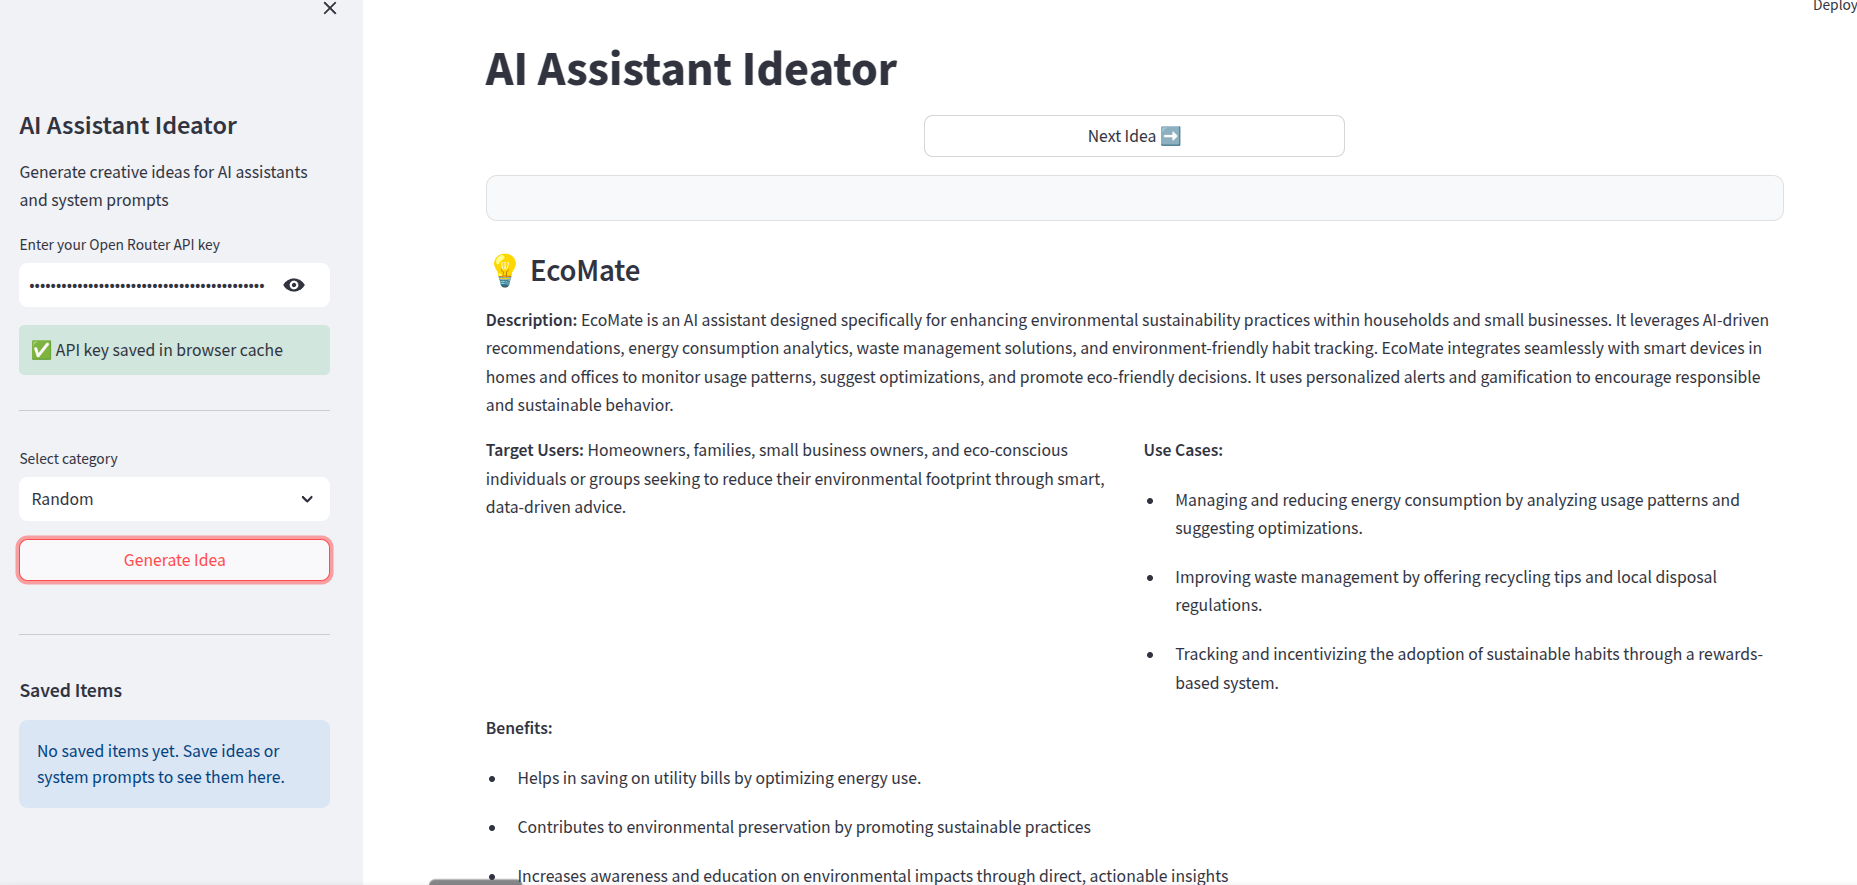 Deploy
AI Assistant Ideator
Generate creative ideas for AI assistants
and system prompts
Enter your Open Router API key
••••••••••••••••••••••••••••••••••••••••••••
✅ API key saved in browser cache
Select category
Random
Generate Idea
Saved Items
No saved items yet. Save ideas or
system prompts to see them here.
AI Assistant Ideator
Next Idea ➡️
💡 EcoMate
Description: EcoMate is an AI assistant designed specifically for enhancing environmental sustainability practices within households and small businesses. It leverages AI-driven
recommendations, energy consumption analytics, waste management solutions, and environment-friendly habit tracking. EcoMate integrates seamlessly with smart devices in
homes and offices to monitor usage patterns, suggest optimizations, and promote eco-friendly decisions. It uses personalized alerts and gamification to encourage responsible
and sustainable behavior.
Target Users: Homeowners, families, small business owners, and eco-conscious
individuals or groups seeking to reduce their environmental footprint through smart,
data-driven advice.
Use Cases:
• Managing and reducing energy consumption by analyzing usage patterns and
suggesting optimizations.
• Improving waste management by offering recycling tips and local disposal
regulations.
• Tracking and incentivizing the adoption of sustainable habits through a rewards-
based system.
Benefits:
• Helps in saving on utility bills by optimizing energy use.
• Contributes to environmental preservation by promoting sustainable practices
• Increases awareness and education on environmental impacts through direct, actionable insights